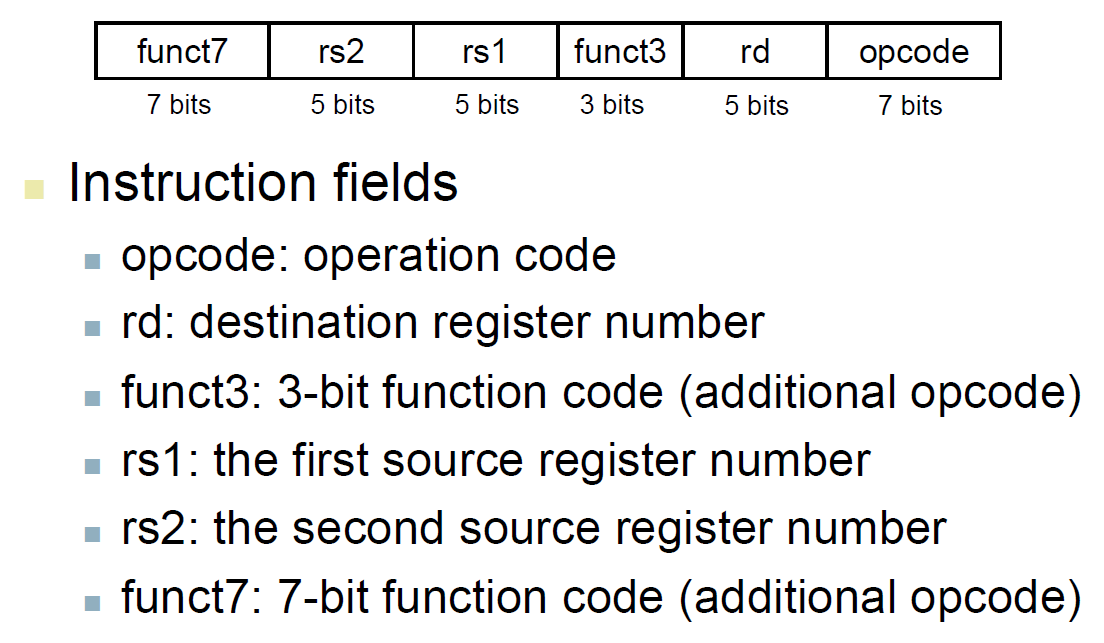 funct7 rs2 rs1 funct3 rd opcode
7 bits 5 bits 5 bits 3 bits 5 bits 7 bits
Instruction fields
opcode: operation code
rd: destination register number
funct3: 3-bit function code (additional opcode)
rs1: the first source register number
rs2: the second source register number
funct7: 7-bit function code (additional opcode)